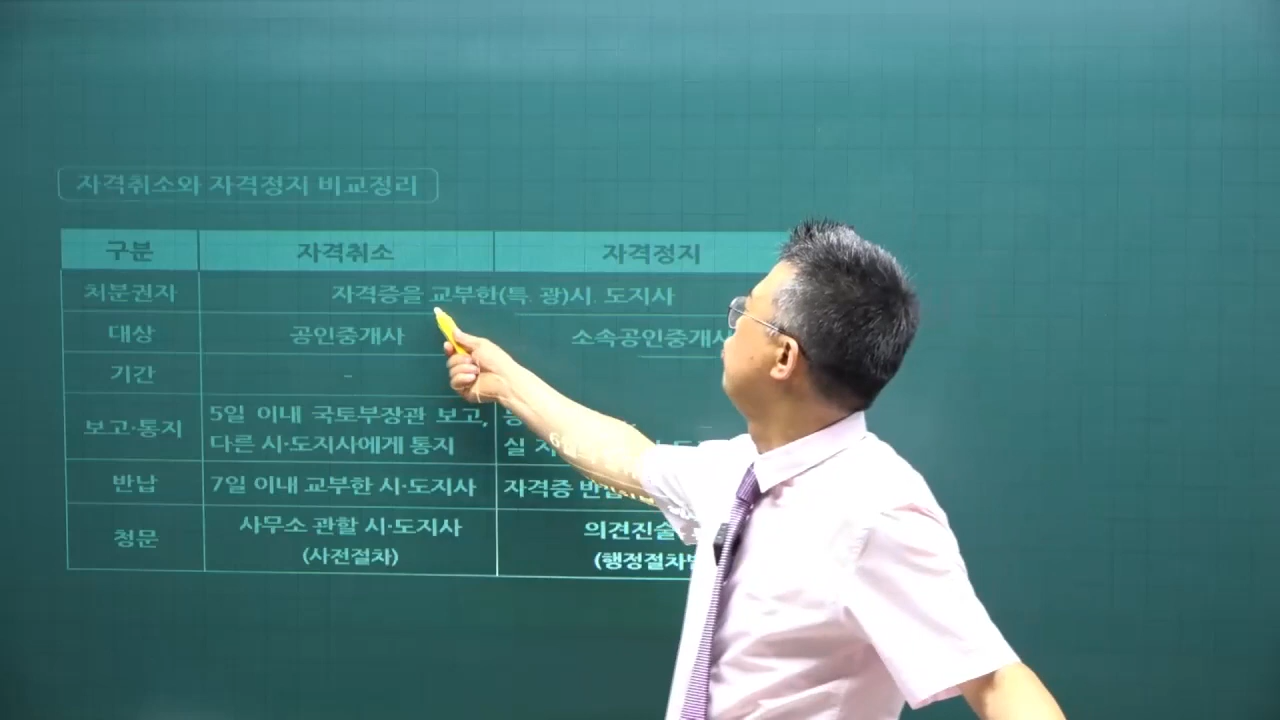 자격취소와 자격정지 비교정리
구분 자격취소 자격정지
처분권자 자격증을 교부한(특. 광)시. 도지사
대상 공인중개사 소속공인중개사
기간 -
보고·통지 5일 이내 국토부장관 보고,
다른 시·도지사에게 통지
반납 7일 이내 교부한 시·도지사 자격증
청문 사무소 관할 시·도지사 의견진술
(사전절차) (행정절차법